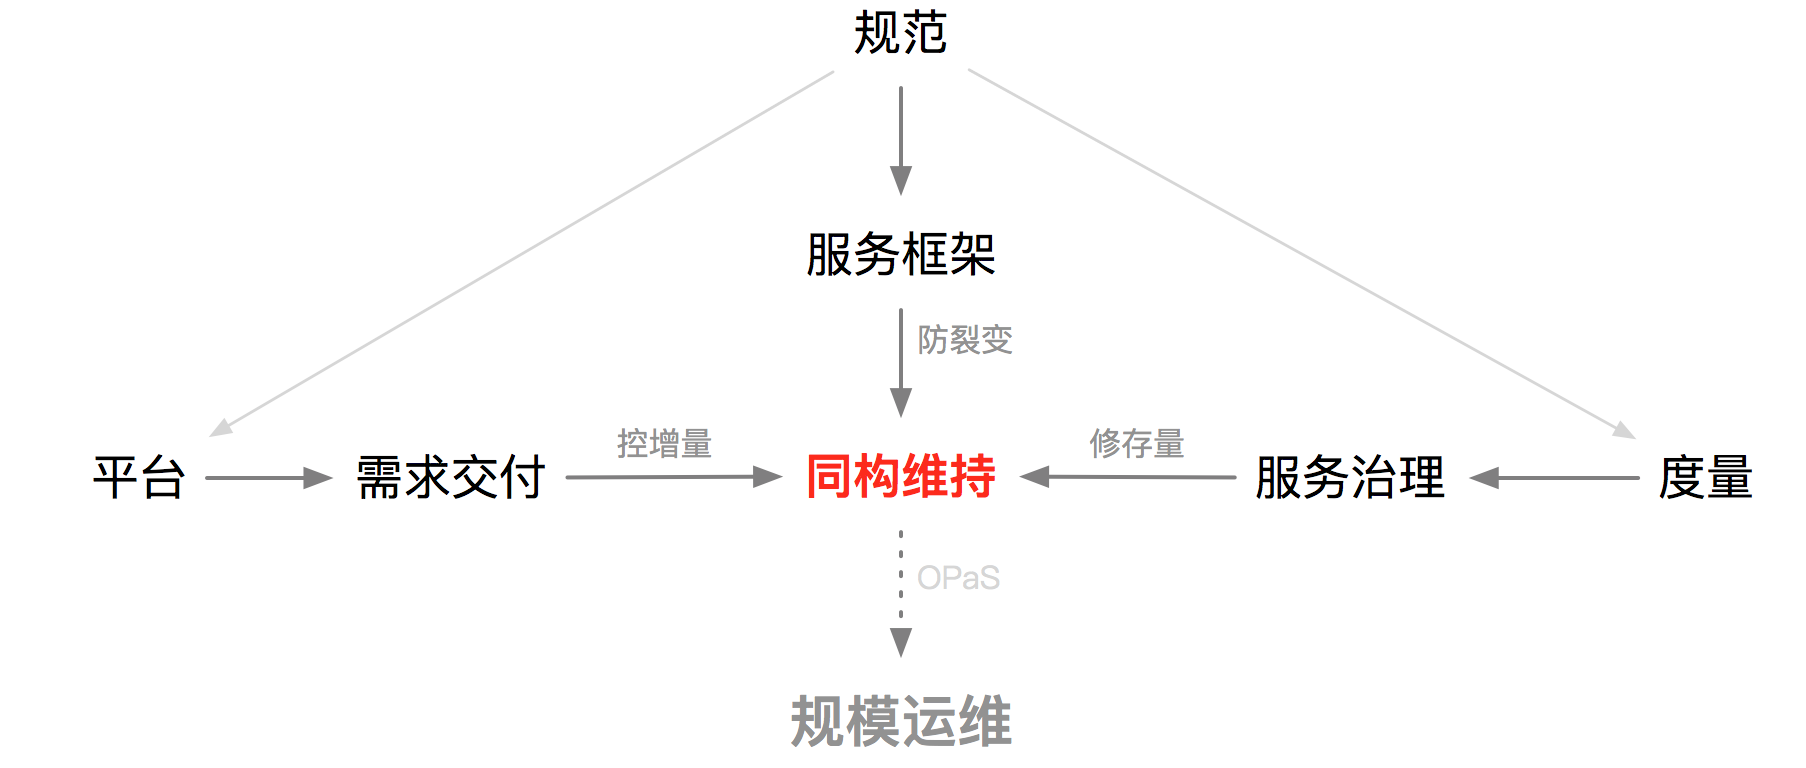 规范
服务框架
防裂变
控增量
修存量
平台
需求交付
同构维持
服务治理
度量
OPaS
规模运维